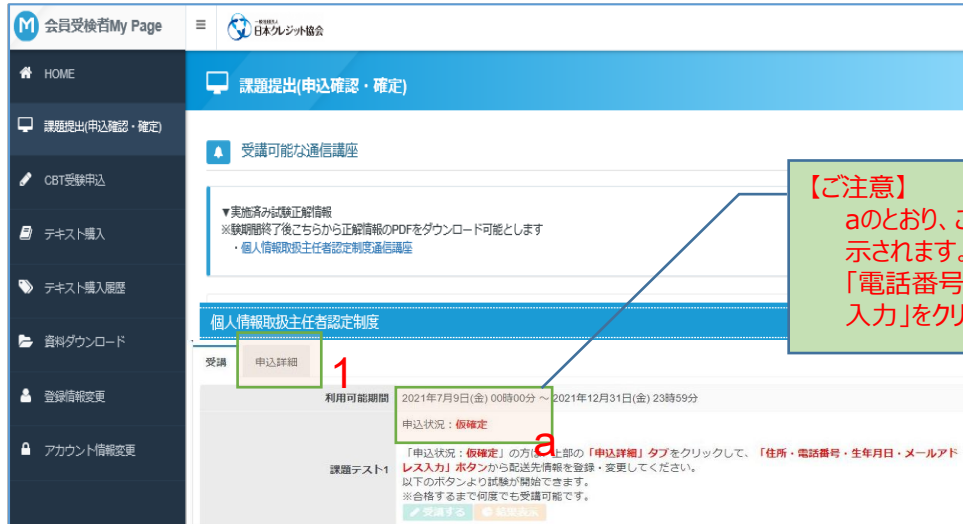 M 会員受検者My Page
一般社団法人
日本クレジット協会
HOME
課題提出(申込確認・確定)
CBT受験申込
テキスト購入
テキスト購入履歴
資料ダウンロード
登録情報変更
アカウント情報変更
課題提出(申込確認・確定)
受講可能な通信講座
▼実施済み試験正解情報
※験期間終了後こちらから正解情報のPDFをダウンロード可能とします
・個人情報取扱主任者認定制度通信講座
【ご注意】
aのとおり、こ
示されます。
「電話番号
入力」をクリ
個人情報取扱主任者認定制度
受講 申込詳細
1
利用可能期間 2021年7月9日(金) 00時00分 ～ 2021年12月31日(金) 23時59分
申込状況：仮確定
a
課題テスト1
「申込状況：仮確定」の方は、上部の「申込詳細」タブをクリックして、「住所・電話番号・生年月日・メールアド
レス入力」ボタンから配送先情報を登録・変更してください。
以下のボタンより試験が開始できます。
※合格するまで何度でも受講可能です。
受講する 結果表示